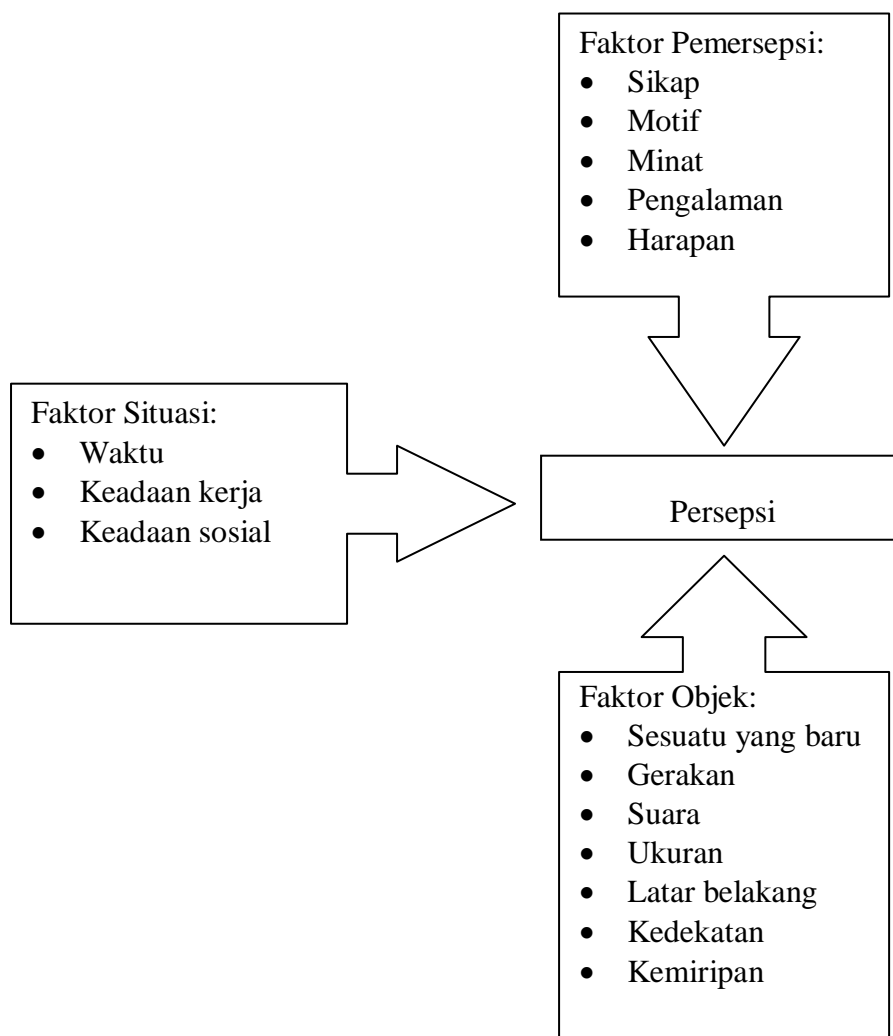 Faktor Pemersepsi:
• Sikap
• Motif
• Minat
• Pengalaman
• Harapan
Faktor Situasi:
• Waktu
• Keadaan kerja
• Keadaan sosial
Persepsi
Faktor Objek:
• Sesuatu yang baru
• Gerakan
• Suara
• Ukuran
• Latar belakang
• Kedekatan
• Kemiripan